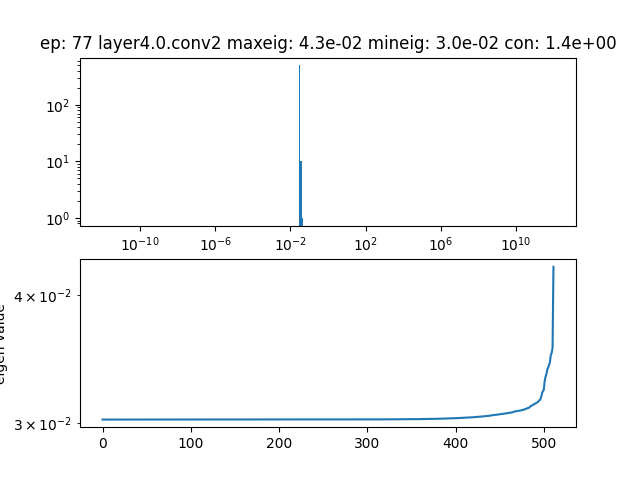 ep: 77 layer4.0.conv2 maxeig: 4.3e-02 mineig: 3.0e-02 con: 1.4e+00
10²
10¹
10⁰
10⁻¹⁰ 10⁻⁶ 10⁻² 10² 10⁶ 10¹⁰
4 × 10⁻²
eigen value
3 × 10⁻²
0 100 200 300 400 500